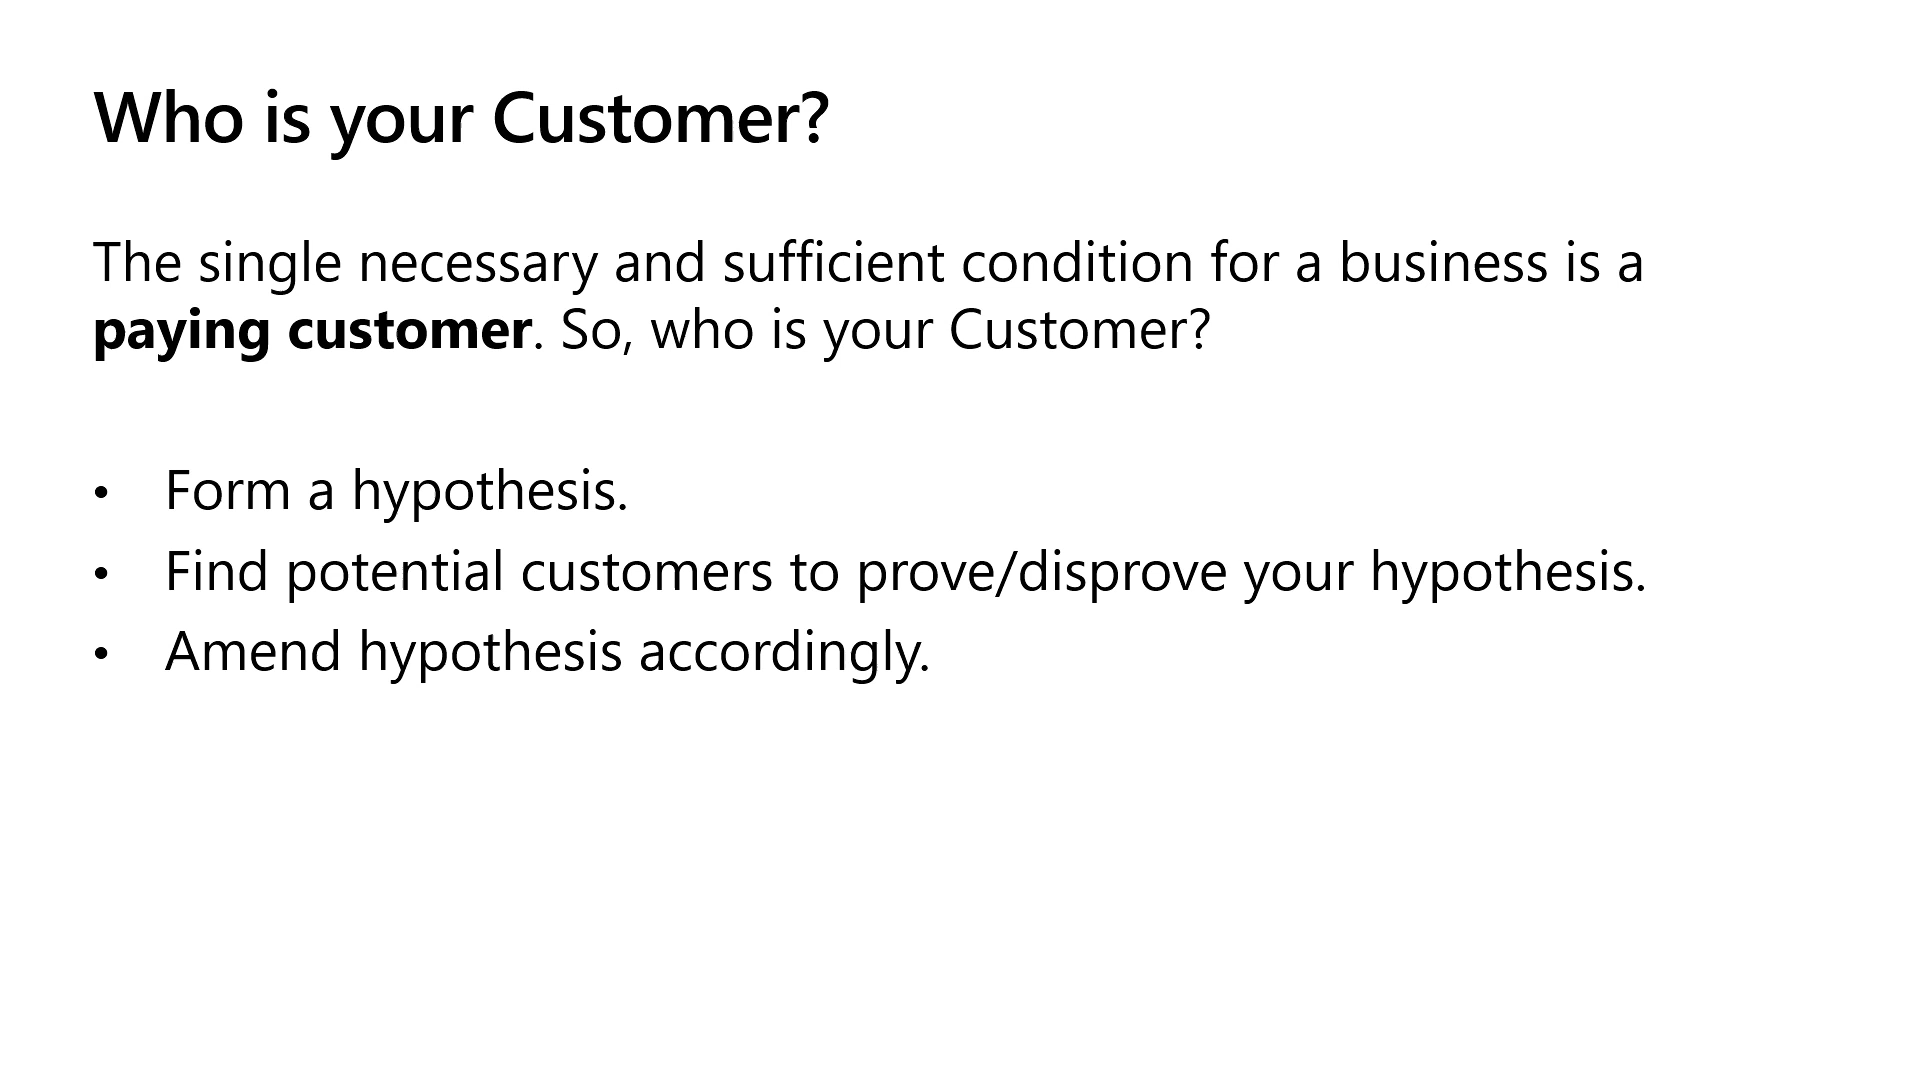 Who is your Customer?
The single necessary and sufficient condition for a business is a
paying customer. So, who is your Customer?
• Form a hypothesis.
• Find potential customers to prove/disprove your hypothesis.
• Amend hypothesis accordingly.